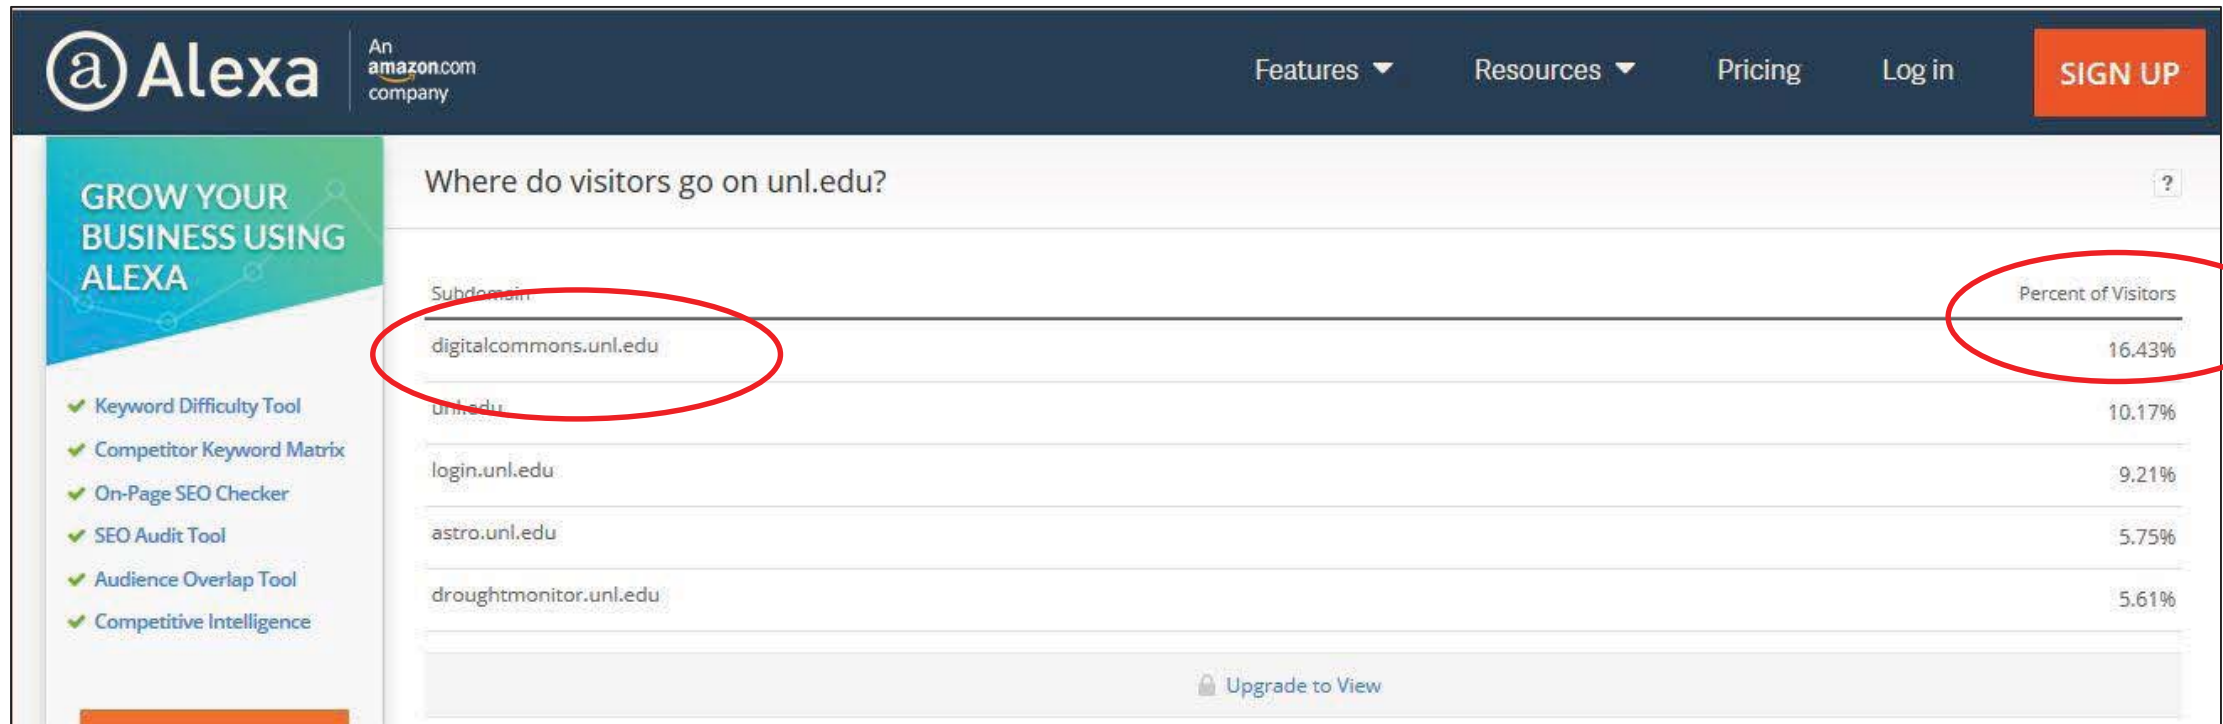 a Alexa
An
amazon.com
company
Features
Resources
Pricing
Log in
SIGN UP
GROW YOUR
BUSINESS USING
ALEXA
Keyword Difficulty Tool
Competitor Keyword Matrix
On-Page SEO Checker
SEO Audit Tool
Audience Overlap Tool
Competitive Intelligence
Where do visitors go on unl.edu?
?
Subdomain Percent of Visitors
digitalcommons.unl.edu 16.43%
unl.edu 10.17%
login.unl.edu 9.21%
astro.unl.edu 5.75%
droughtmonitor.unl.edu 5.61%
Upgrade to View